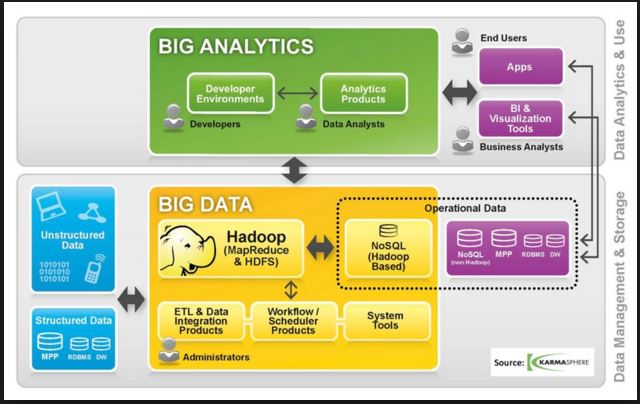 BIG ANALYTICS
Developer
Environments
Analytics
Products
Developers
Data Analysts
End Users
Apps
BI &
Visualization
Tools
Business Analysts
Data Analytics & Use
BIG DATA
Hadoop
(MapReduce
& HDFS)
Operational Data
NoSQL
(Hadoop
Based)
NoSQL
(non Hadoop)
MPP
RDBMS
DW
Unstructured
Data
1010101
0101010
1010101
Structured Data
MPP
RDBMS
DW
ETL & Data
Integration
Products
Workflow /
Scheduler
Products
System
Tools
Administrators
Data Management & Storage
Source: KARMASPHERE